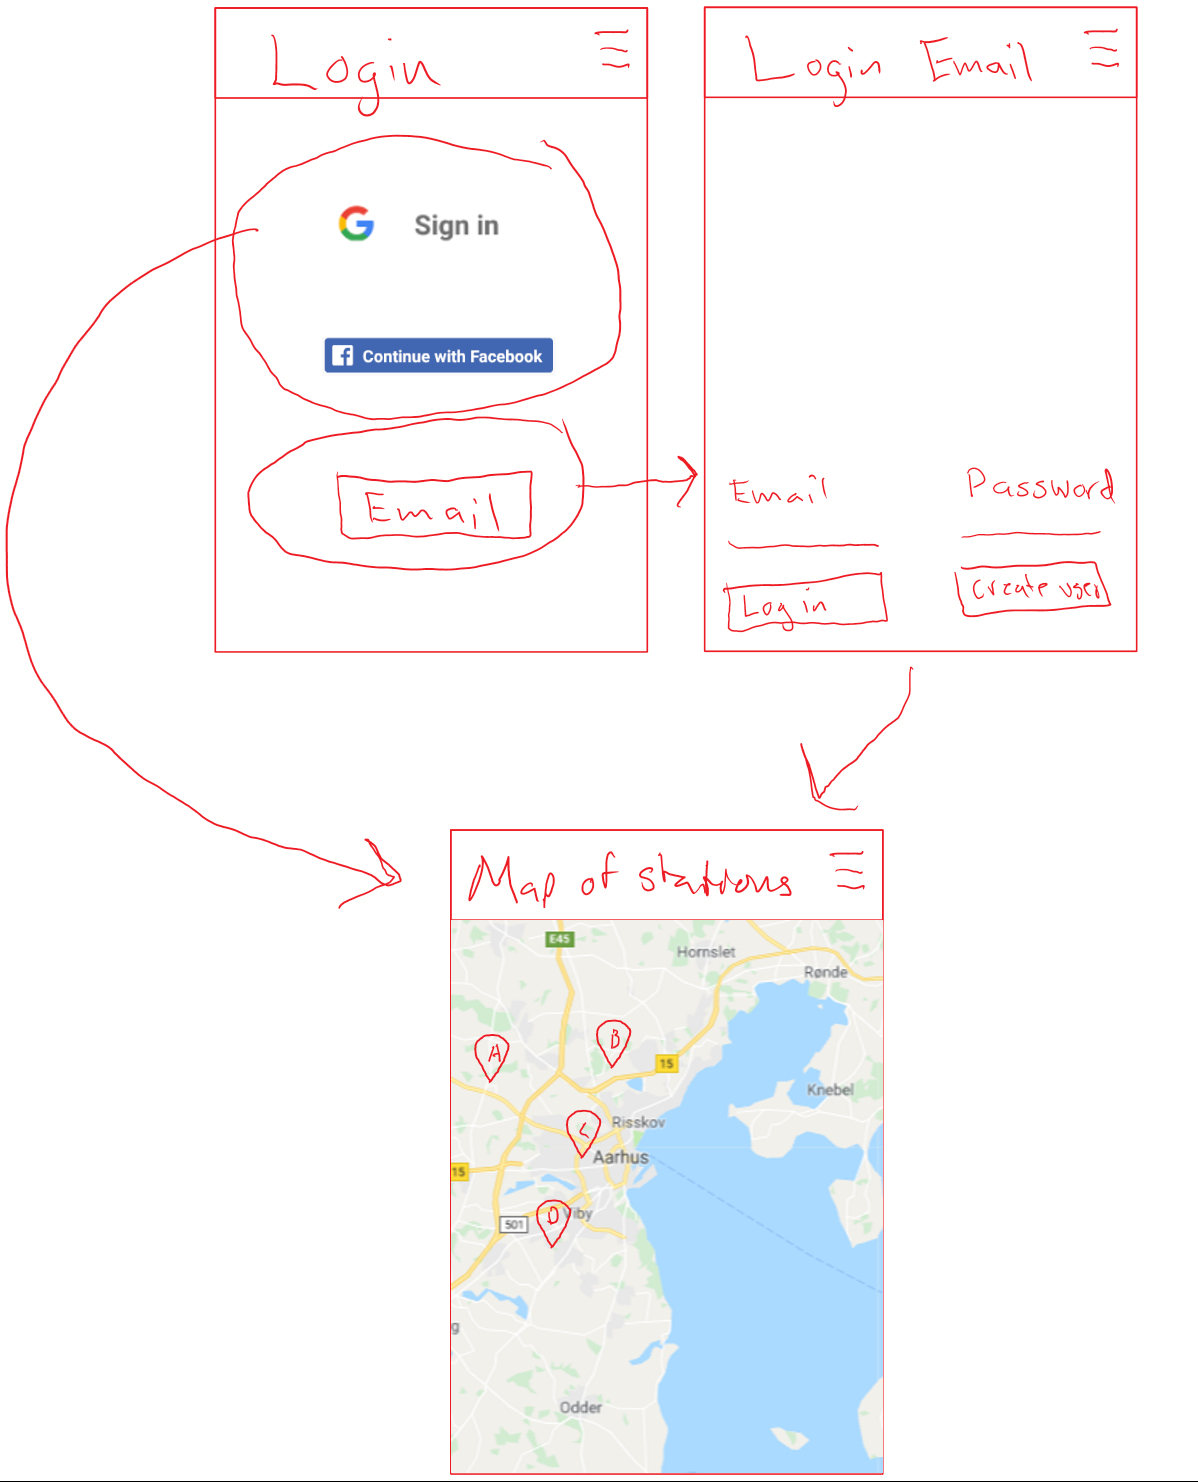 Login
Sign in
Continue with Facebook
Email
Login Email
Email
Password
Log in
Create user
Map of stations
E45
Hornslet
Rønde
A
B
15
Knebel
C
Risskov
Aarhus
15
D
Viby
501
g
Odder